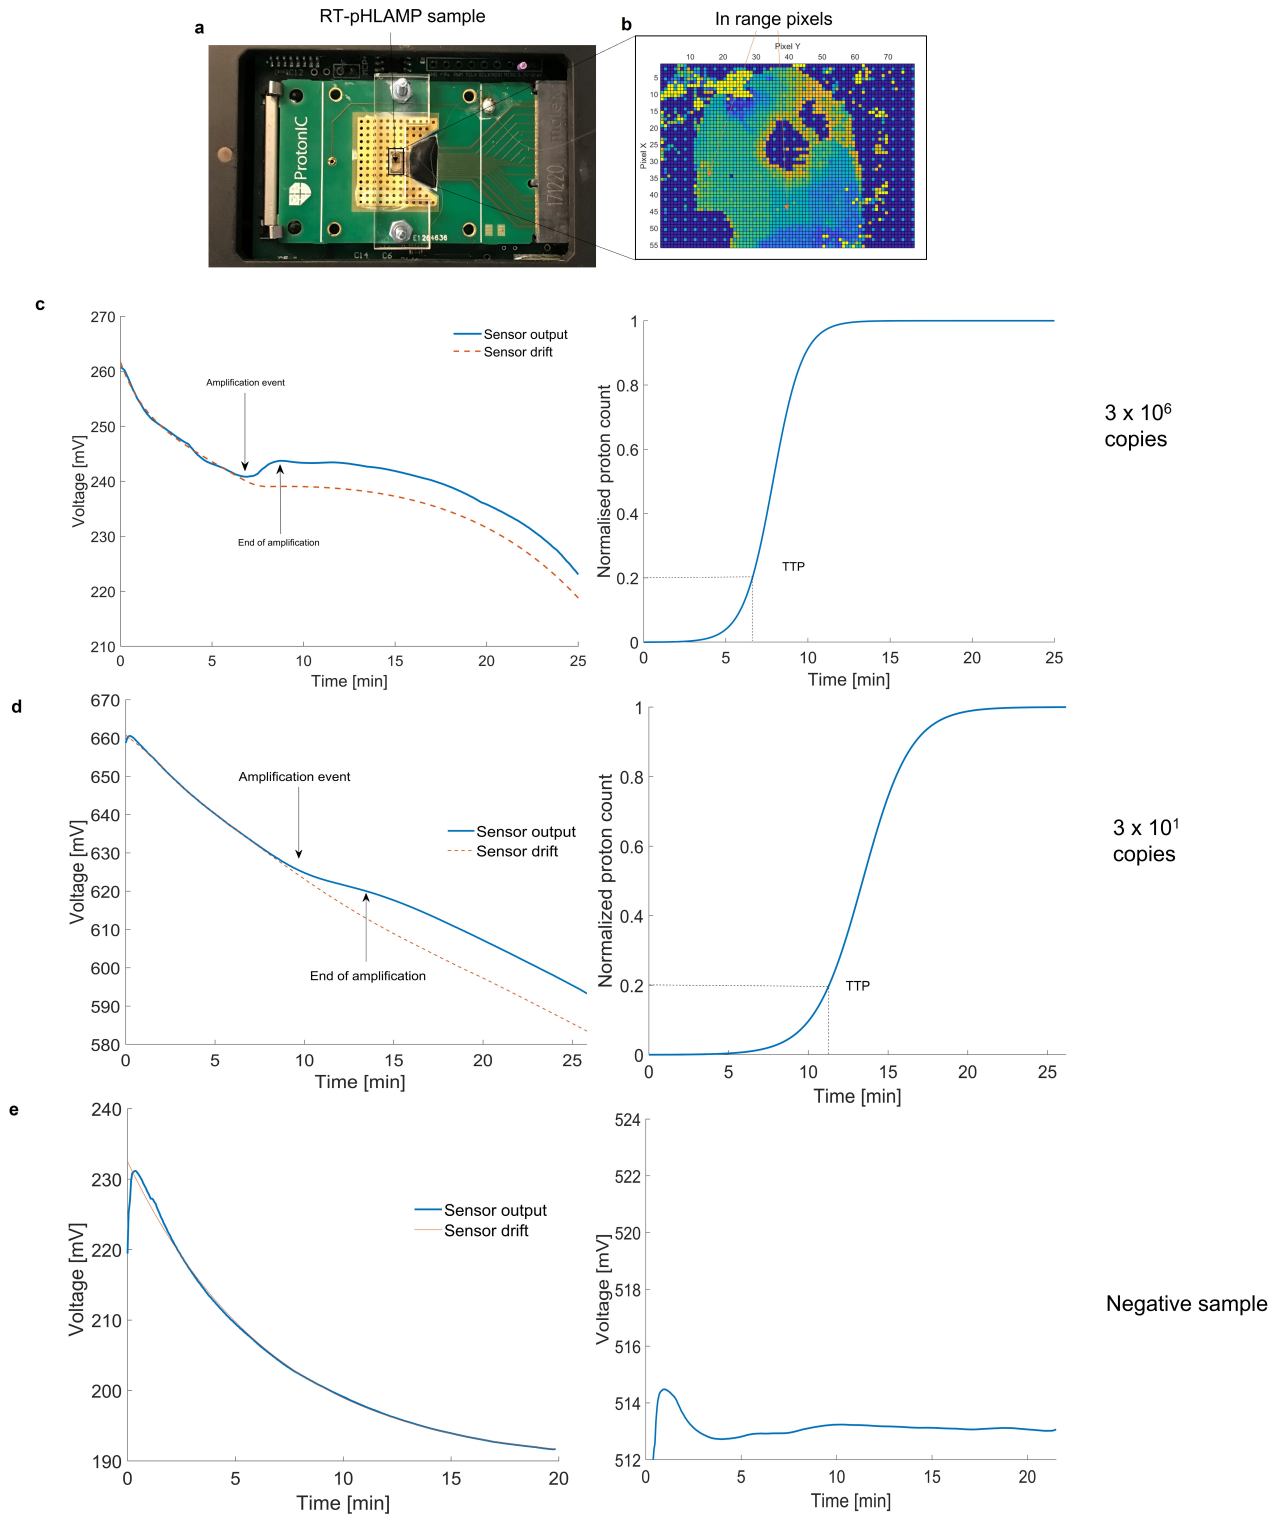 a
RT-pHLAMP sample
b
In range pixels
ProtonIC
171220
E1264636
C14 C6
Pixel Y
10 20 30 40 50 60 70
Pixel X
5
10
15
20
25
30
35
40
45
50
55
c
270
260
250
240
230
220
210
Voltage [mV]
0 5 10 15 20 25
Time [min]
Sensor output
Sensor drift
Amplification event
End of amplification
1
0.8
0.6
0.4
0.2
0
Normalised proton count
TTP
0 5 10 15 20 25
Time [min]
3 x 10⁶
copies
d
670
660
650
640
630
620
610
600
590
580
Voltage [mV]
0 5 10 15 20 25
Time [min]
Amplification event
Sensor output
Sensor drift
End of amplification
1
0.8
0.6
0.4
0.2
0
Normalized proton count
TTP
0 5 10 15 20 25
Time [min]
3 x 10¹
copies
e
240
230
220
210
200
190
Voltage [mV]
0 5 10 15 20
Time [min]
Sensor output
Sensor drift
524
522
520
518
516
514
512
Voltage [mV]
0 5 10 15 20
Time [min]
Negative sample